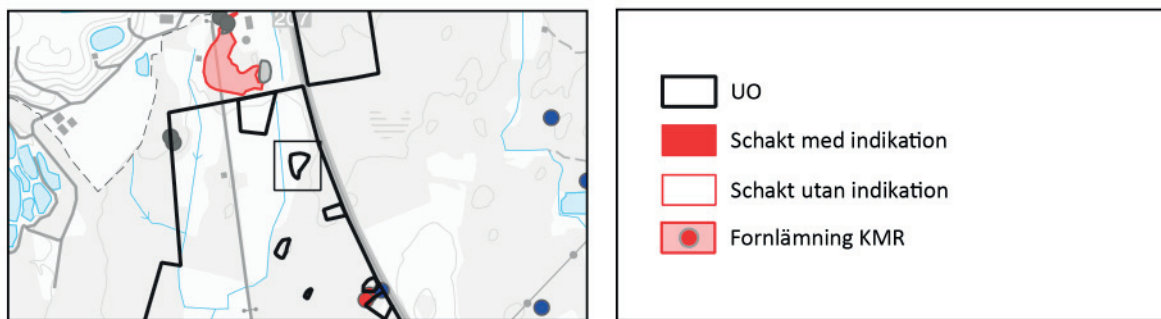 207
UO
Schakt med indikation
Schakt utan indikation
Fornlämning KMR